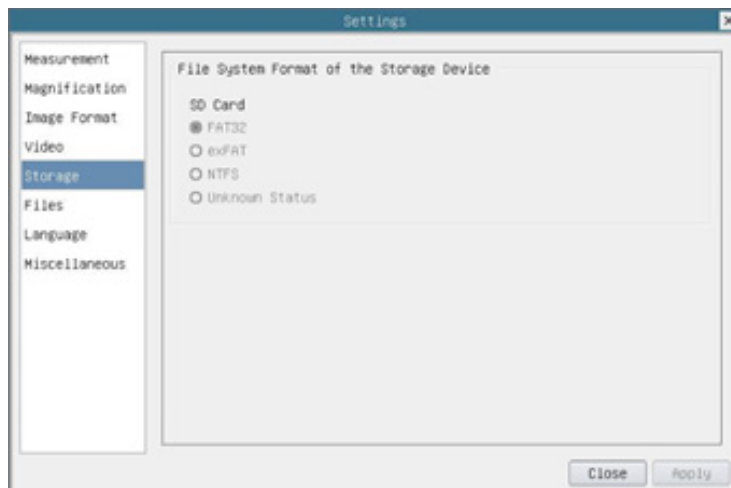 Settings
Measurement
Magnification
Image Format
Video
Storage
Files
Language
Miscellaneous
File System Format of the Storage Device
SD Card
FAT32
exFAT
NTFS
Unknown Status
Close
Apply